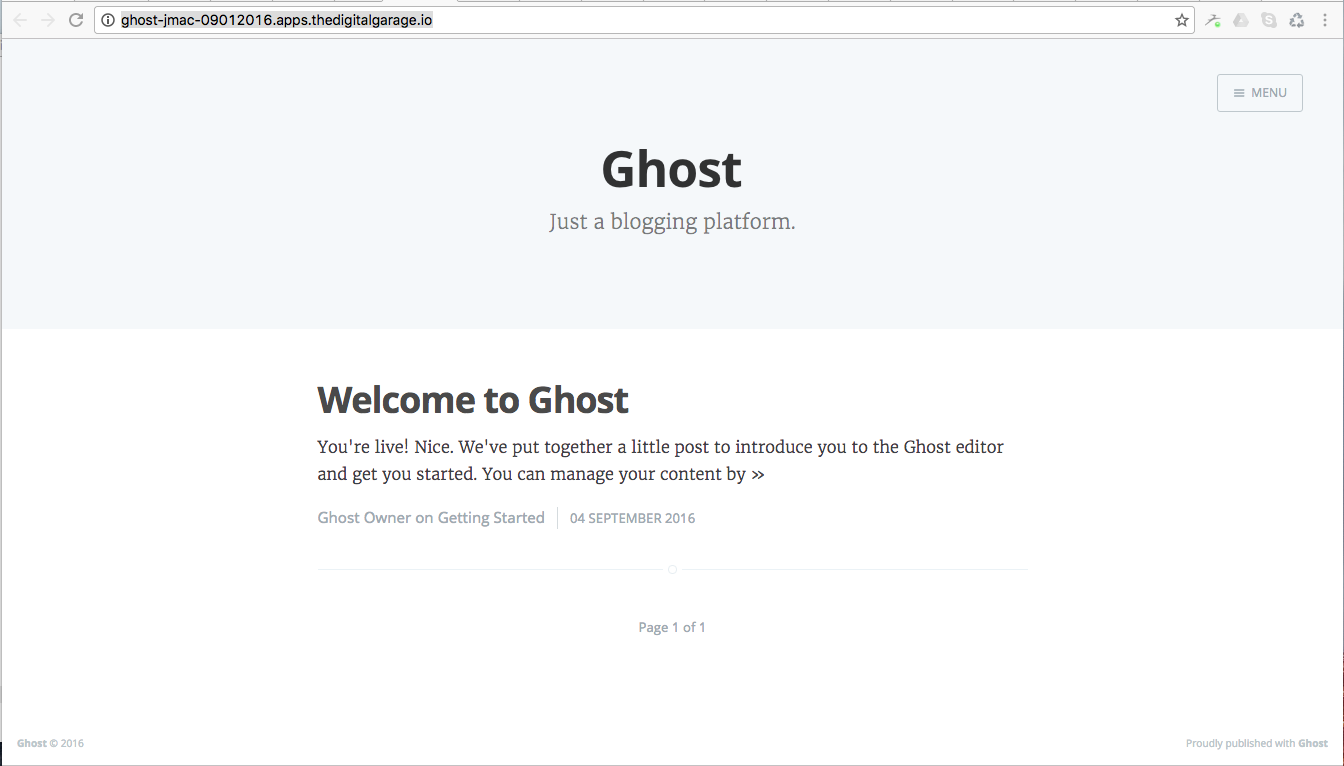 ghost-jmac-09012016.apps.thedigitalgarage.io
MENU
Ghost
Just a blogging platform.
Welcome to Ghost
You're live! Nice. We've put together a little post to introduce you to the Ghost editor
and get you started. You can manage your content by »
Ghost Owner on Getting Started 04 SEPTEMBER 2016
Page 1 of 1
Ghost © 2016 Proudly published with Ghost